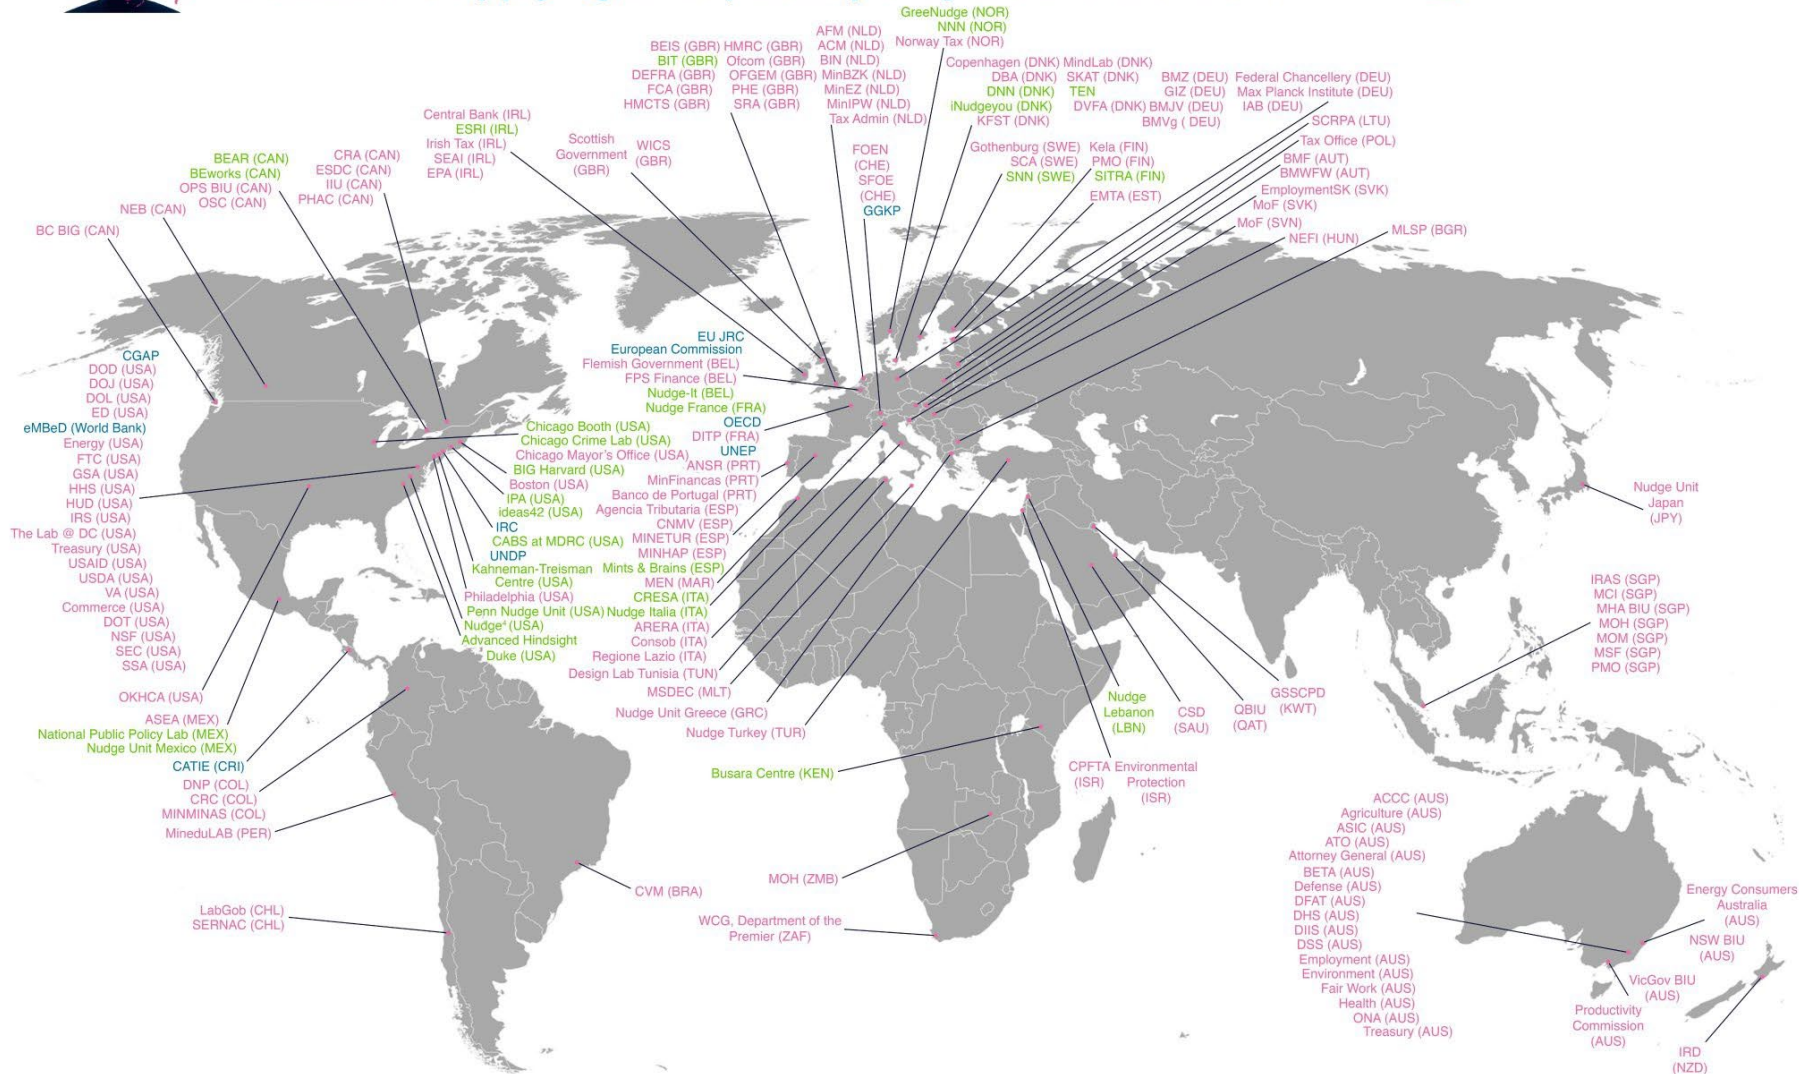 GreeNudge (NOR)
NNN (NOR)
Norway Tax (NOR)
AFM (NLD)
ACM (NLD)
BIN (NLD)
MinBZK (NLD)
MinEZ (NLD)
MinIPW (NLD)
Tax Admin (NLD)
BEIS (GBR) HMRC (GBR)
BIT (GBR) Ofcom (GBR)
DEFRA (GBR) OFGEM (GBR)
FCA (GBR) PHE (GBR)
HMCTS (GBR) SRA (GBR)
Copenhagen (DNK) MindLab (DNK)
DBA (DNK) SKAT (DNK)
DNN (DNK) TEN
iNudgeyou (DNK) DVFA (DNK)
KFST (DNK)
BMZ (DEU) Federal Chancellery (DEU)
GIZ (DEU) Max Planck Institute (DEU)
BMJV (DEU) IAB (DEU)
BMVg ( DEU)
SCRPA (LTU)
Tax Office (POL)
BMF (AUT)
BMWFW (AUT)
EmploymentSK (SVK)
MoF (SVK)
MoF (SVN)
NEFI (HUN)
MLSP (BGR)
Central Bank (IRL)
ESRI (IRL)
Irish Tax (IRL)
SEAI (IRL)
EPA (IRL)
Scottish
Government
(GBR)
WICS
(GBR)
FOEN
(CHE)
SFOE
(CHE)
GGKP
Gothenburg (SWE)
SCA (SWE)
SNN (SWE)
Kela (FIN)
PMO (FIN)
SITRA (FIN)
EMTA (EST)
BEAR (CAN)
BEworks (CAN)
OPS BIU (CAN)
OSC (CAN)
CRA (CAN)
ESDC (CAN)
IIU (CAN)
PHAC (CAN)
NEB (CAN)
BC BIG (CAN)
CGAP
DOD (USA)
DOJ (USA)
DOL (USA)
ED (USA)
eMBeD (World Bank)
Energy (USA)
FTC (USA)
GSA (USA)
HHS (USA)
HUD (USA)
IRS (USA)
The Lab @ DC (USA)
Treasury (USA)
USAID (USA)
USDA (USA)
VA (USA)
Commerce (USA)
DOT (USA)
NSF (USA)
SEC (USA)
SSA (USA)
OKHCA (USA)
ASEA (MEX)
National Public Policy Lab (MEX)
Nudge Unit Mexico (MEX)
CATIE (CRI)
DNP (COL)
CRC (COL)
MINMINAS (COL)
MineduLAB (PER)
LabGob (CHL)
SERNAC (CHL)
CVM (BRA)
Chicago Booth (USA)
Chicago Crime Lab (USA)
Chicago Mayor's Office (USA)
BIG Harvard (USA)
Boston (USA)
IPA (USA)
ideas42 (USA)
IRC
CABS at MDRC (USA)
UNDP
Kahneman-Treisman
Centre (USA)
Philadelphia (USA)
Penn Nudge Unit (USA)
Nudge⁴ (USA)
Advanced Hindsight
Duke (USA)
EU JRC
European Commission
Flemish Government (BEL)
FPS Finance (BEL)
Nudge-It (BEL)
Nudge France (FRA)
OECD
DITP (FRA)
UNEP
ANSR (PRT)
MinFinancas (PRT)
Banco de Portugal (PRT)
Agencia Tributaria (ESP)
CNMV (ESP)
MINETUR (ESP)
MINHAP (ESP)
Mints & Brains (ESP)
MEN (MAR)
CRESA (ITA)
Nudge Italia (ITA)
ARERA (ITA)
Consob (ITA)
Regione Lazio (ITA)
Design Lab Tunisia (TUN)
MSDEC (MLT)
Nudge Unit Greece (GRC)
Nudge Turkey (TUR)
Busara Centre (KEN)
MOH (ZMB)
WCG, Department of the
Premier (ZAF)
Nudge
Lebanon
(LBN)
CPFTA
(ISR)
Environmental
Protection
(ISR)
CSD
(SAU)
QBIU
(QAT)
GSSCPD
(KWT)
Nudge Unit
Japan
(JPY)
IRAS (SGP)
MCI (SGP)
MHA BIU (SGP)
MOH (SGP)
MOM (SGP)
MSF (SGP)
PMO (SGP)
ACCC (AUS)
Agriculture (AUS)
ASIC (AUS)
ATO (AUS)
Attorney General (AUS)
BETA (AUS)
Defense (AUS)
DFAT (AUS)
DHS (AUS)
DIIS (AUS)
DSS (AUS)
Employment (AUS)
Environment (AUS)
Fair Work (AUS)
Health (AUS)
ONA (AUS)
Treasury (AUS)
Energy Consumers
Australia
(AUS)
NSW BIU
(AUS)
VicGov BIU
(AUS)
Productivity
Commission
(AUS)
IRD
(NZD)